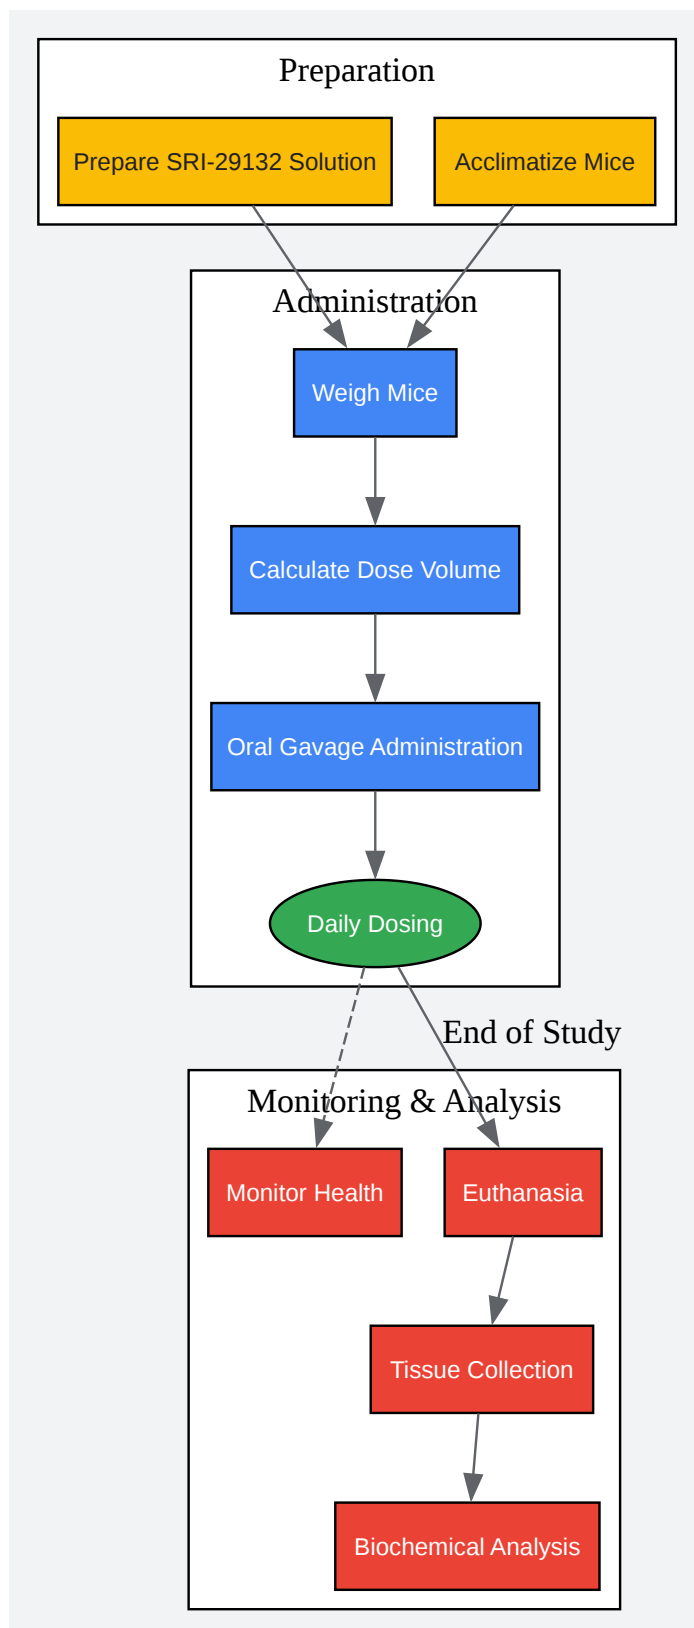 Preparation
Prepare SRI-29132 Solution
Acclimatize Mice
Administration
Weigh Mice
Calculate Dose Volume
Oral Gavage Administration
Daily Dosing
End of Study
Monitoring & Analysis
Monitor Health
Euthanasia
Tissue Collection
Biochemical Analysis